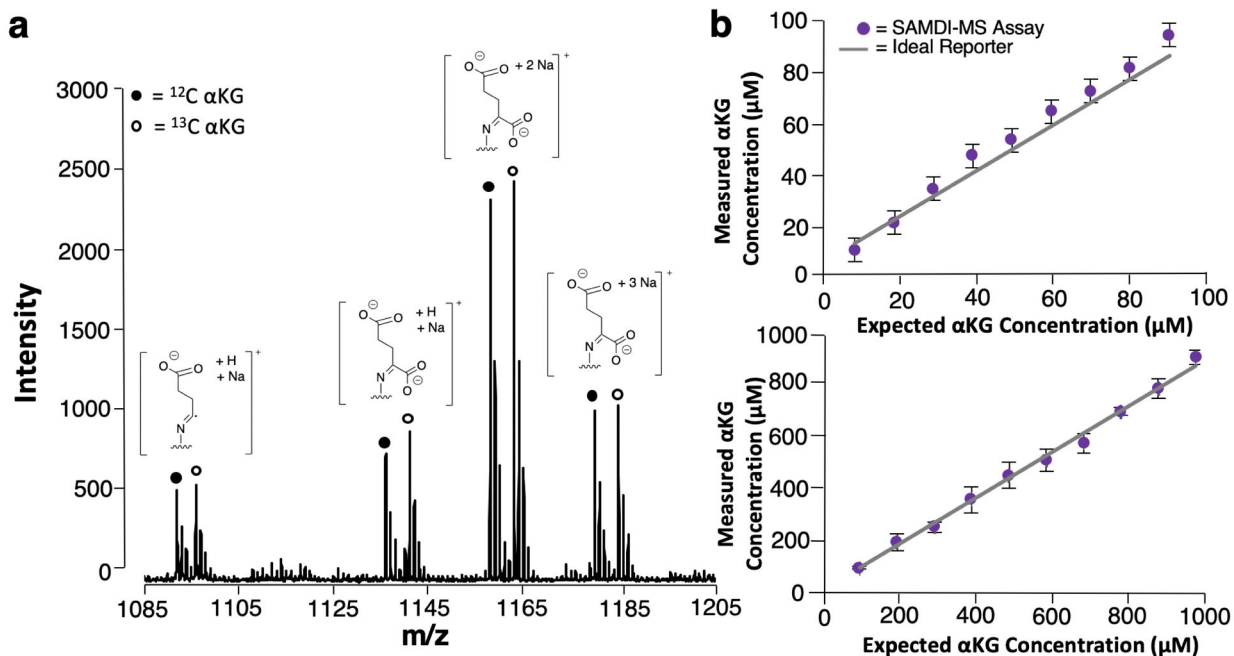 a
3000
2500
2000
1500
1000
500
0
Intensity
● = ¹²C αKG
○ = ¹³C αKG
O⊖ O + H
+ Na
N
+
O⊖ O + H
+ Na
N O
O⊖
+
O⊖ O + 2 Na
N O
O⊖
+
O⊖ O + 3 Na
N O
O⊖
+
1085 1105 1125 1145 1165 1185 1205
m/z
b
= SAMDI-MS Assay
= Ideal Reporter
100
80
60
40
20
0
Measured αKG
Concentration (μM)
0 20 40 60 80 100
Expected αKG Concentration (μM)
1000
800
600
400
200
0
Measured αKG
Concentration (μM)
0 200 400 600 800 1000
Expected αKG Concentration (μM)